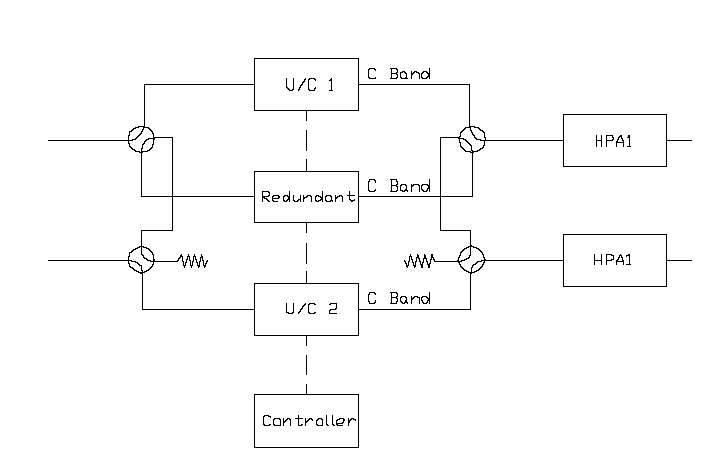 C Band
U/C 1
HPA1
C Band
Redundant
HPA1
C Band
U/C 2
Controller